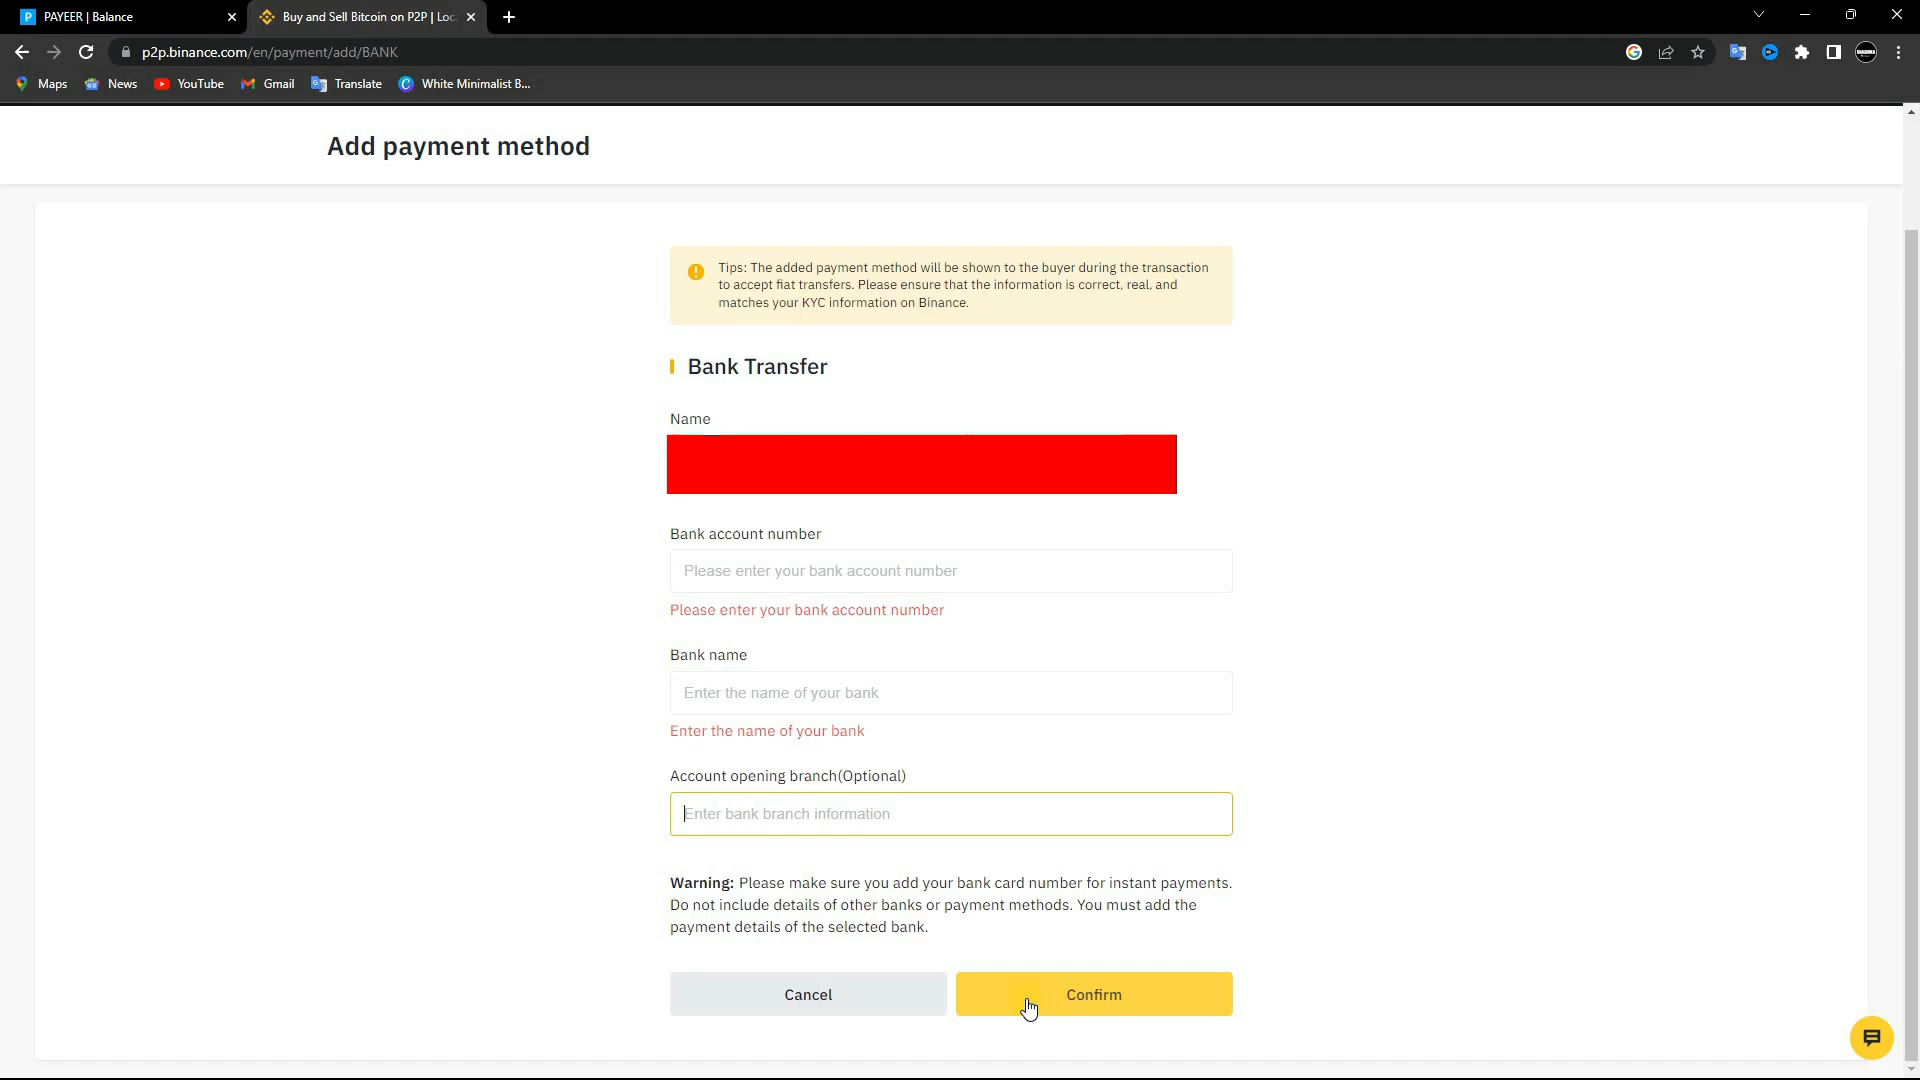 PAYEER | Balance
Buy and Sell Bitcoin on P2P | Loc
p2p.binance.com/en/payment/add/BANK
Maps
News
YouTube
Gmail
Translate
White Minimalist B...
Add payment method
Tips: The added payment method will be shown to the buyer during the transaction
to accept fiat transfers. Please ensure that the information is correct, real, and
matches your KYC information on Binance.
Bank Transfer
Name
Bank account number
Please enter your bank account number
Please enter your bank account number
Bank name
Enter the name of your bank
Enter the name of your bank
Account opening branch(Optional)
Enter bank branch information
Warning: Please make sure you add your bank card number for instant payments.
Do not include details of other banks or payment methods. You must add the
payment details of the selected bank.
Cancel
Confirm